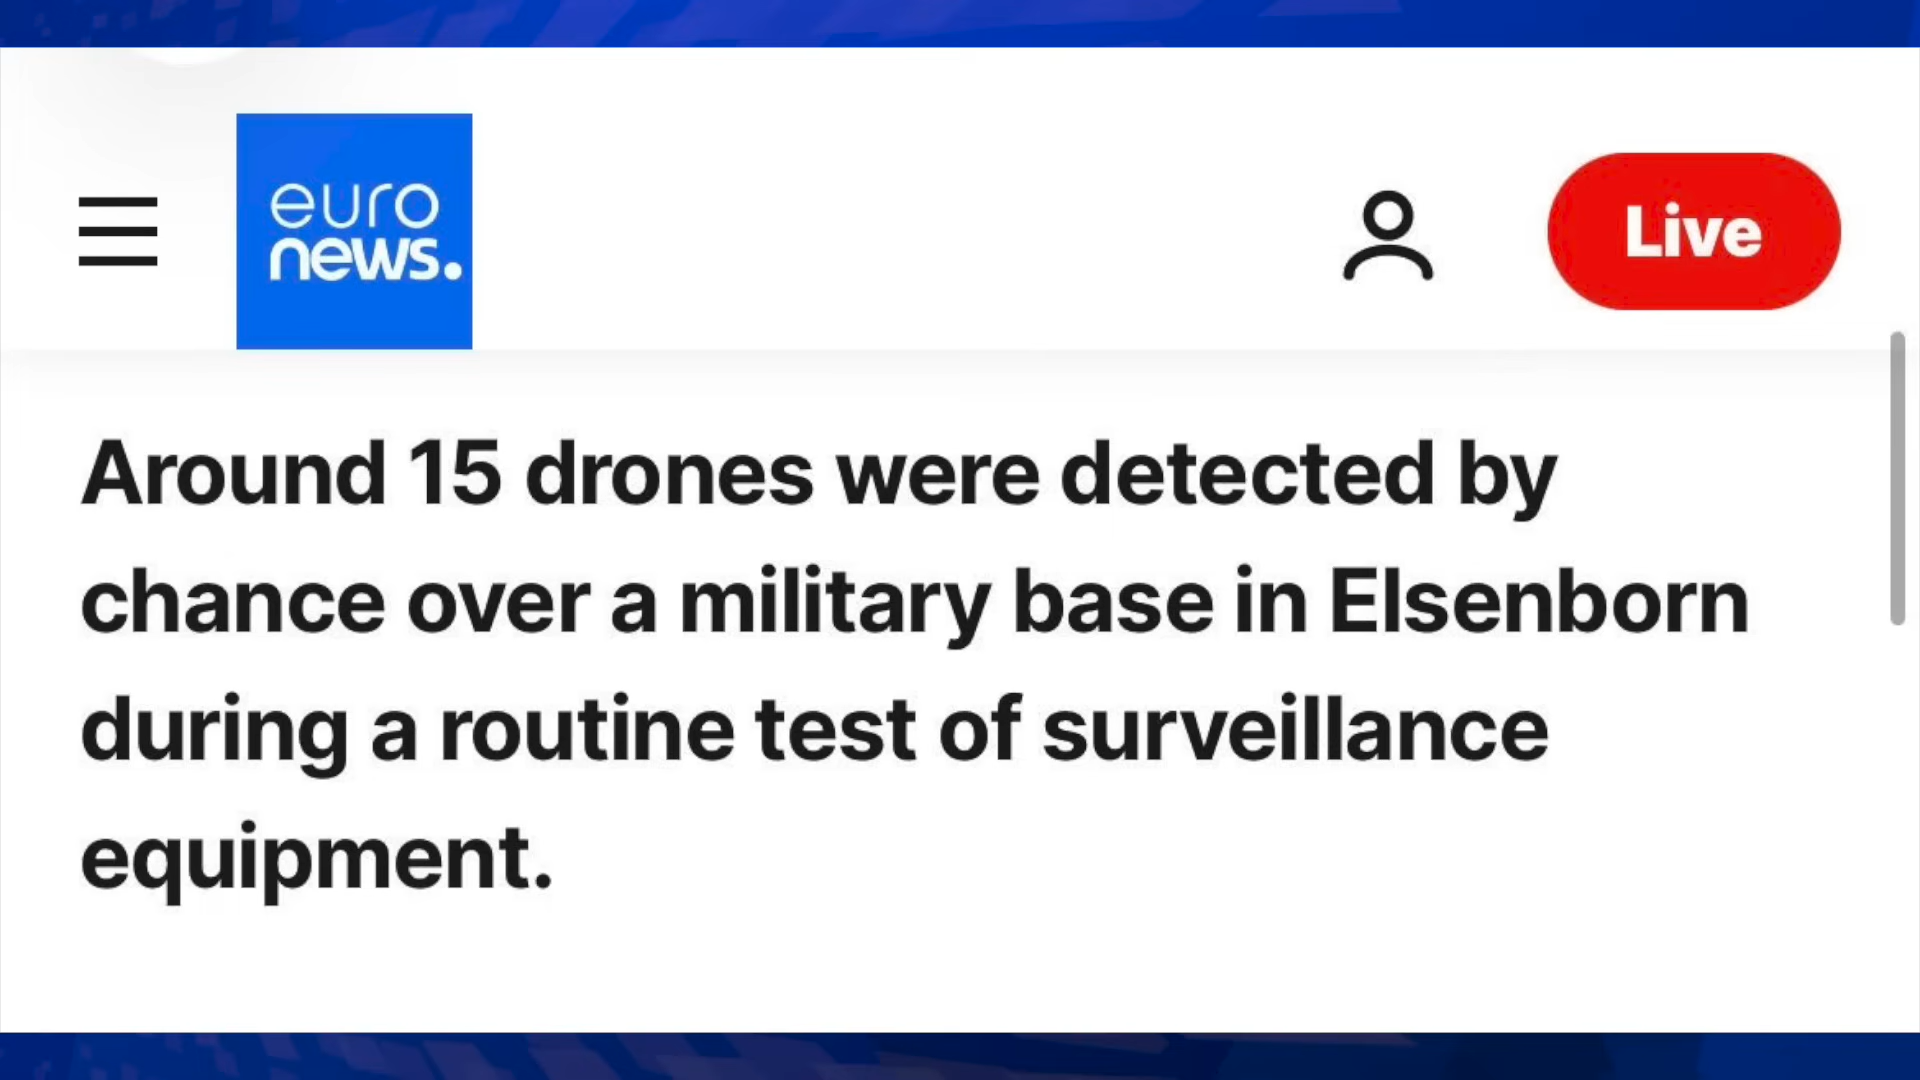 euro
news.
Live
Around 15 drones were detected by
chance over a military base in Elsenborn
during a routine test of surveillance
equipment.